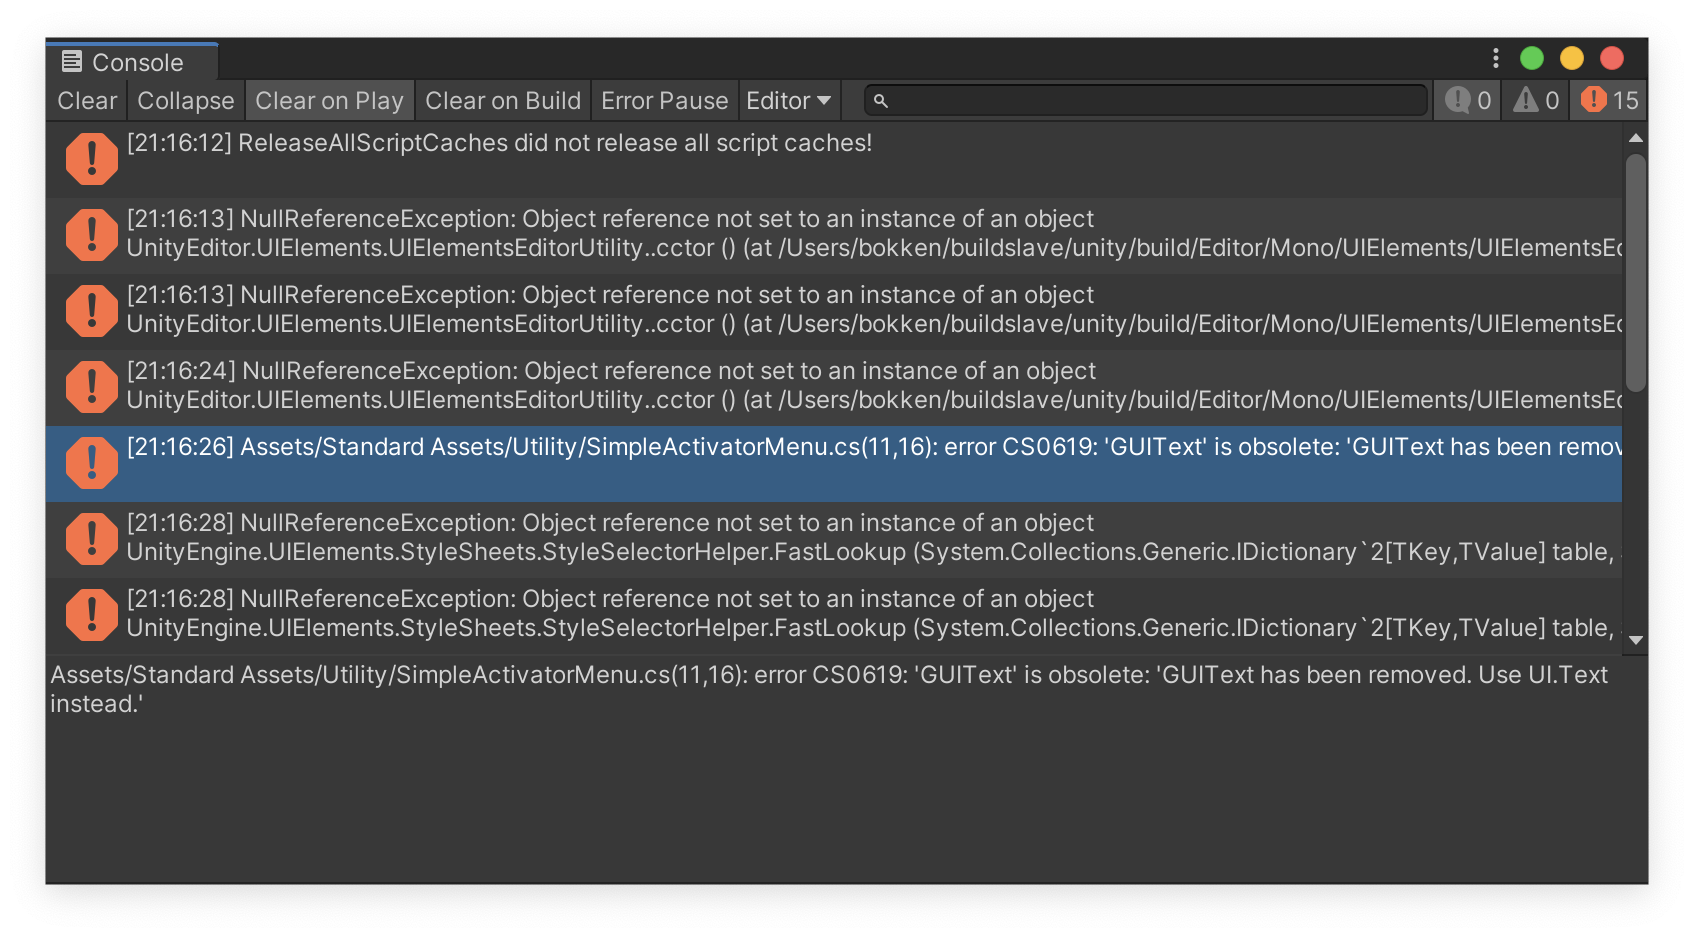 Console
Clear Collapse Clear on Play Clear on Build Error Pause Editor 0 0 15
[21:16:12] ReleaseAllScriptCaches did not release all script caches!
[21:16:13] NullReferenceException: Object reference not set to an instance of an object
UnityEditor.UIElements.UIElementsEditorUtility..cctor () (at /Users/bokken/buildslave/unity/build/Editor/Mono/UIElements/UIElementsEd
[21:16:13] NullReferenceException: Object reference not set to an instance of an object
UnityEditor.UIElements.UIElementsEditorUtility..cctor () (at /Users/bokken/buildslave/unity/build/Editor/Mono/UIElements/UIElementsEd
[21:16:24] NullReferenceException: Object reference not set to an instance of an object
UnityEditor.UIElements.UIElementsEditorUtility..cctor () (at /Users/bokken/buildslave/unity/build/Editor/Mono/UIElements/UIElementsEd
[21:16:26] Assets/Standard Assets/Utility/SimpleActivatorMenu.cs(11,16): error CS0619: 'GUIText' is obsolete: 'GUIText has been remov
[21:16:28] NullReferenceException: Object reference not set to an instance of an object
UnityEngine.UIElements.StyleSheets.StyleSelectorHelper.FastLookup (System.Collections.Generic.IDictionary`2[TKey,TValue] table,
[21:16:28] NullReferenceException: Object reference not set to an instance of an object
UnityEngine.UIElements.StyleSheets.StyleSelectorHelper.FastLookup (System.Collections.Generic.IDictionary`2[TKey,TValue] table,
Assets/Standard Assets/Utility/SimpleActivatorMenu.cs(11,16): error CS0619: 'GUIText' is obsolete: 'GUIText has been removed. Use UI.Text
instead.'